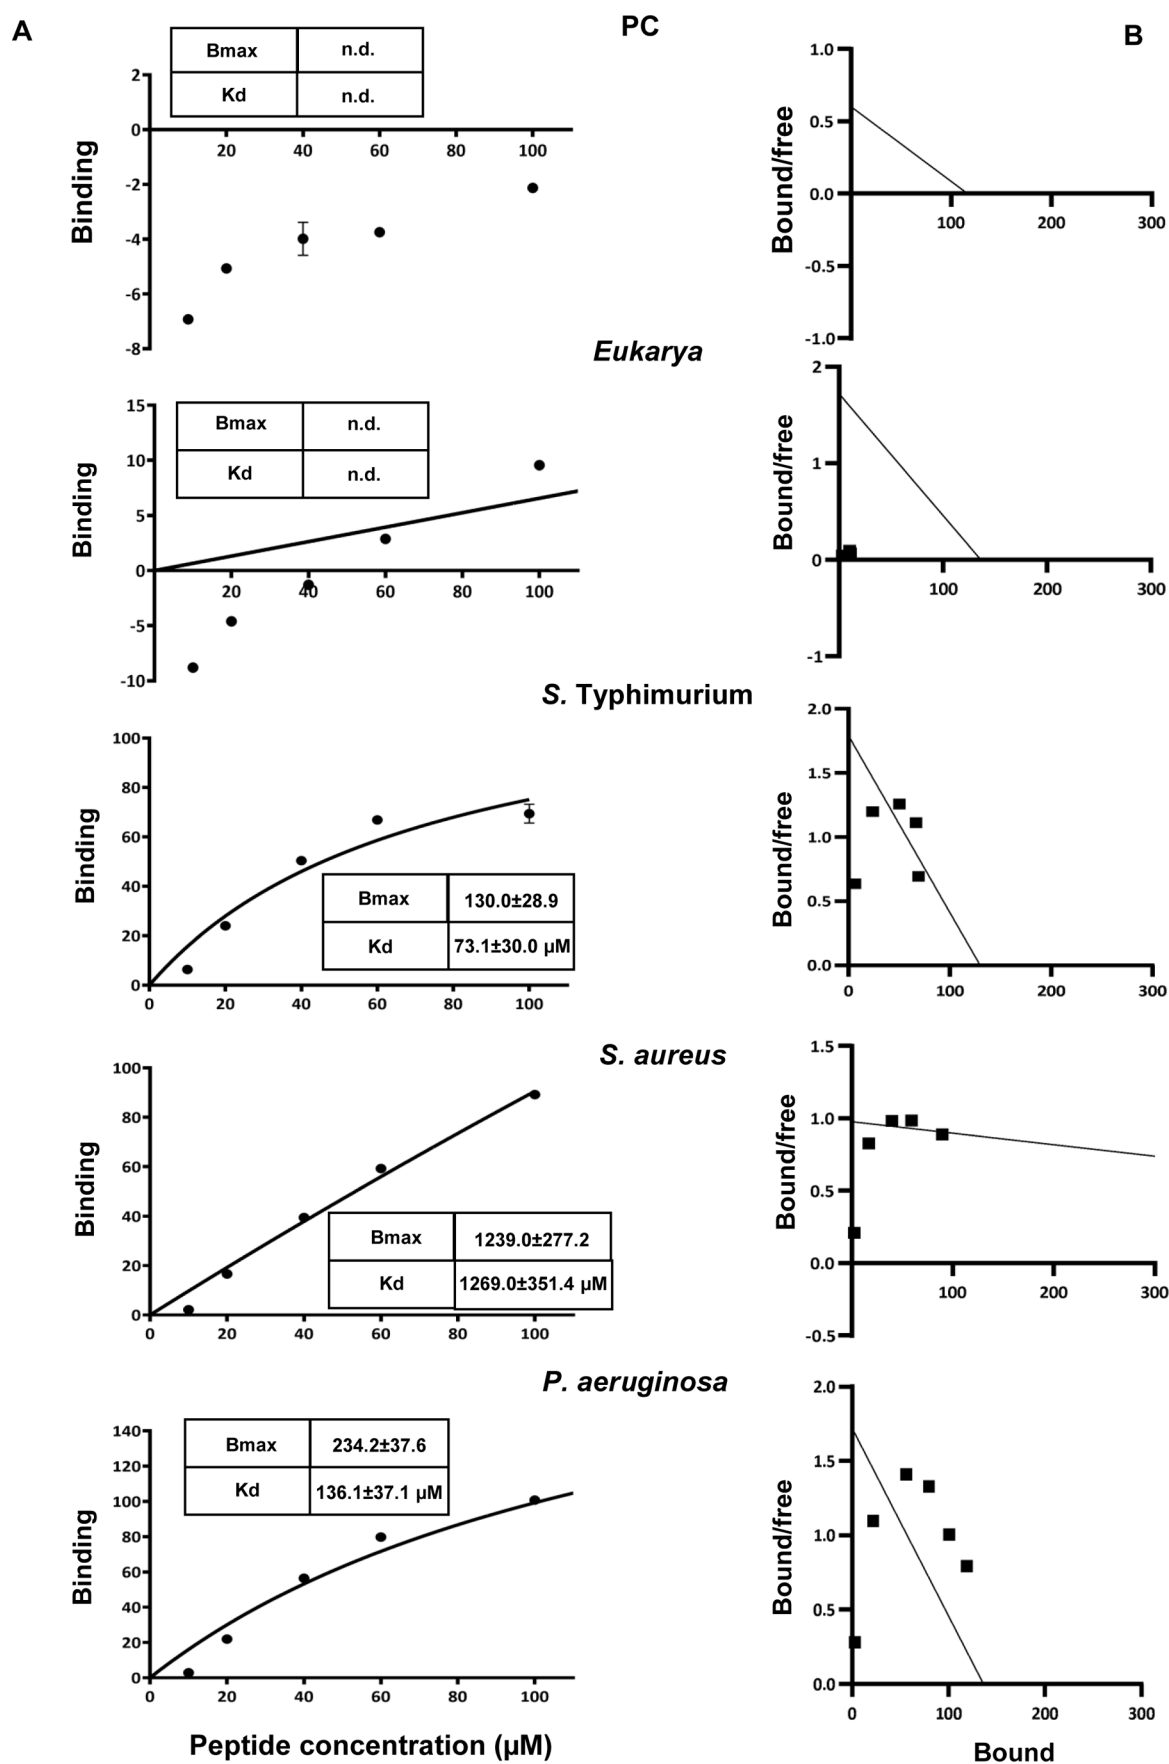 A
PC
B
Bmax n.d.
Kd n.d.
Binding
2
0
-2
-4
-6
-8
20 40 60 80 100
Bound/free
1.0
0.5
0.0
-0.5
-1.0
100 200 300
Eukarya
Bmax n.d.
Kd n.d.
Binding
15
10
5
0
-5
-10
20 40 60 80 100
Bound/free
2
1
0
-1
100 200 300
S. Typhimurium
Binding
100
80
60
40
20
0
Bmax 130.0±28.9
Kd 73.1±30.0 µM
0 20 40 60 80 100
Bound/free
2.0
1.5
1.0
0.5
0.0
0 100 200 300
S. aureus
Binding
100
80
60
40
20
0
Bmax 1239.0±277.2
Kd 1269.0±351.4 µM
0 20 40 60 80 100
Bound/free
1.5
1.0
0.5
0.0
-0.5
100 200 300
P. aeruginosa
Bmax 234.2±37.6
Kd 136.1±37.1 µM
Binding
140
120
100
80
60
40
20
0
0 20 40 60 80 100
Peptide concentration (µM)
Bound/free
2.0
1.5
1.0
0.5
0.0
0 100 200 300
Bound